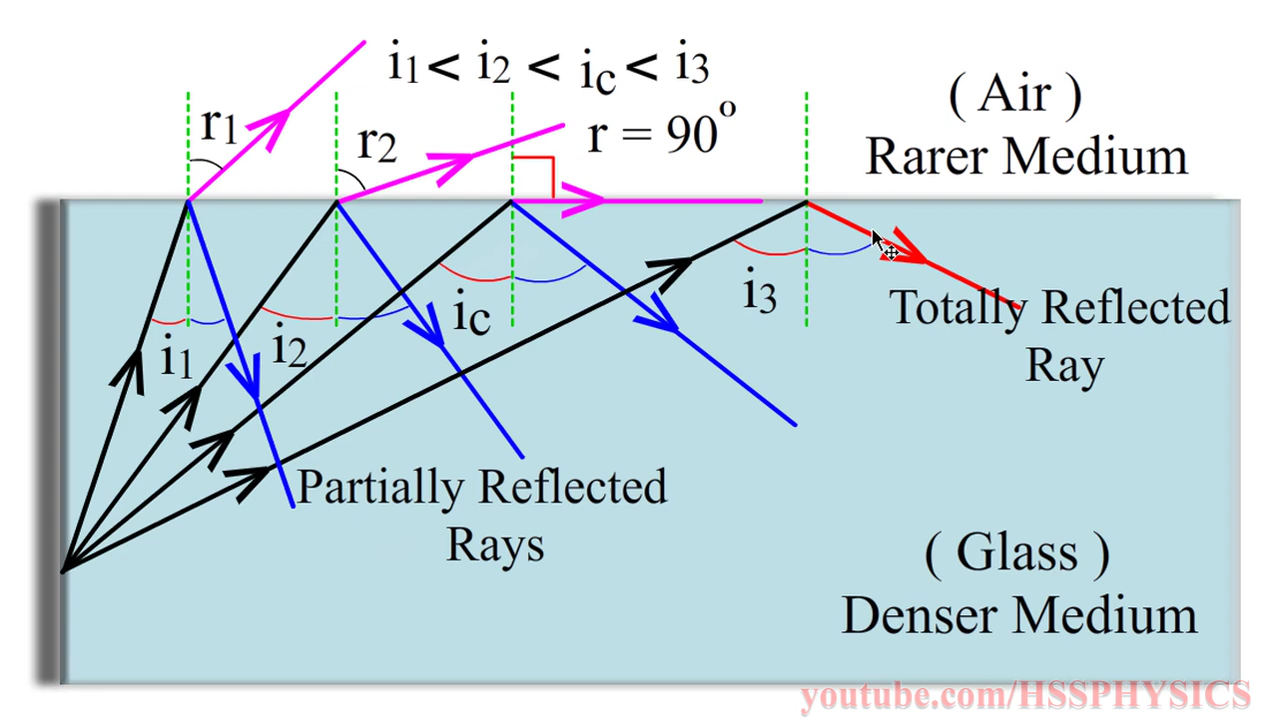 i1 < i2 < ic < i3
( Air )
Rarer Medium
r1
r2
r = 90°
i1
i2
ic
i3
Totally Reflected
Ray
Partially Reflected
Rays
( Glass )
Denser Medium
youtube.com/HSSPHYSICS